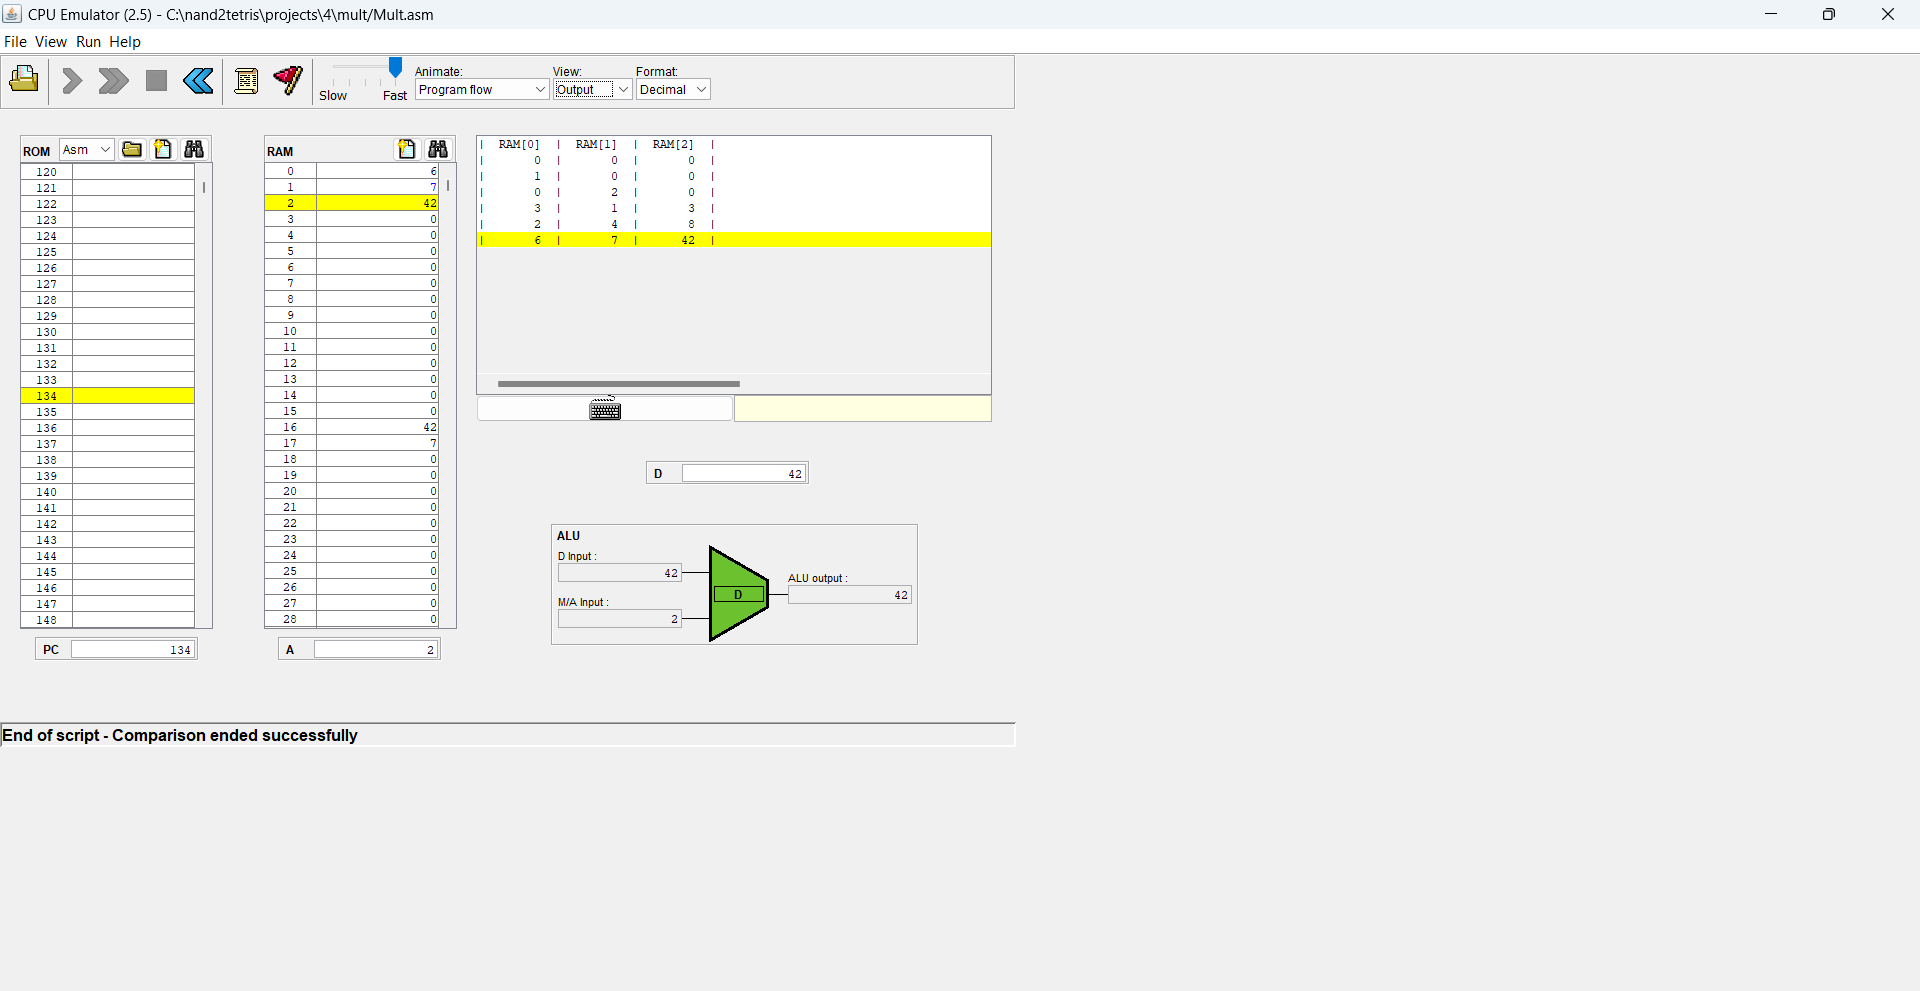 CPU Emulator (2.5) - C:\nand2tetris\projects\4\mult/Mult.asm
File View Run Help
Slow Fast
Animate:
Program flow
View:
Output
Format:
Decimal
ROM Asm
120
121
122
123
124
125
126
127
128
129
130
131
132
133
134
135
136
137
138
139
140
141
142
143
144
145
146
147
148
PC 134
RAM
0 6
1 7
2 42
3 0
4 0
5 0
6 0
7 0
8 0
9 0
10 0
11 0
12 0
13 0
14 0
15 0
16 42
17 7
18 0
19 0
20 0
21 0
22 0
23 0
24 0
25 0
26 0
27 0
28 0
A 2
| RAM[0] | RAM[1] | RAM[2] |
| 0 | 0 | 0 |
| 1 | 0 | 0 |
| 0 | 2 | 0 |
| 3 | 1 | 3 |
| 2 | 4 | 8 |
| 6 | 7 | 42 |
D 42
ALU
D Input :
42
M/A Input :
2
D
ALU output :
42
End of script - Comparison ended successfully